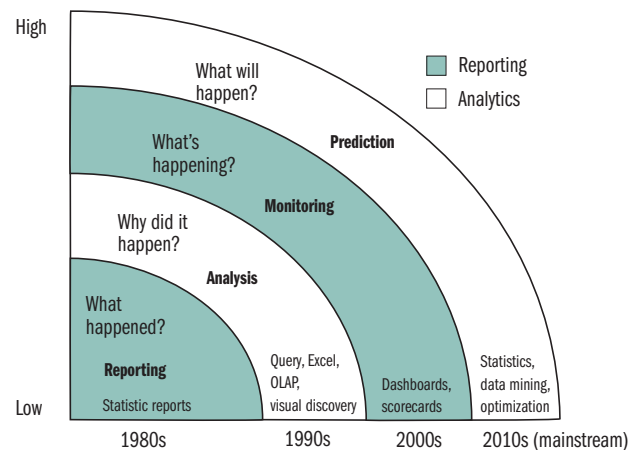 High
What will
happen?
Reporting
Analytics
Prediction
What's
happening?
Monitoring
Why did it
happen?
Analysis
What
happened?
Reporting
Statistic reports
Query, Excel,
OLAP,
visual discovery
Dashboards,
scorecards
Statistics,
data mining,
optimization
Low
1980s
1990s
2000s
2010s (mainstream)